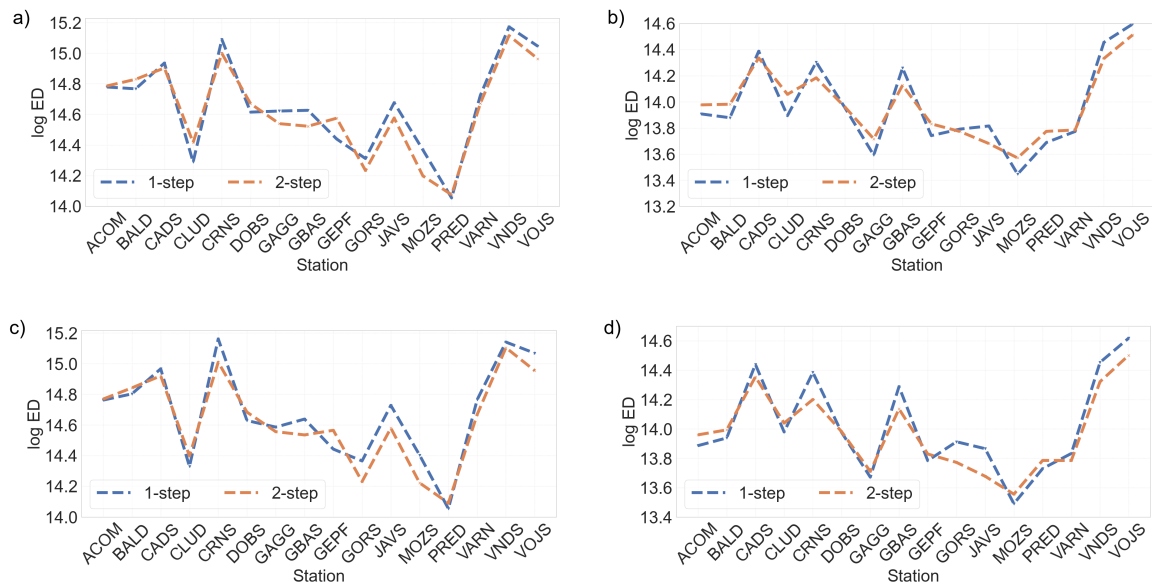 a)
15.2
15.0
14.8
14.6
14.4
14.2
14.0
log ED
1-step
2-step
ACOM
BALD
CADS
CLUD
CRNS
DOBS
GAGG
GBAS
GEPF
GORS
JAVS
MOZS
PRED
VARN
VNDS
VOJS
Station
b)
14.6
14.4
14.2
14.0
13.8
13.6
13.4
13.2
log ED
1-step
2-step
ACOM
BALD
CADS
CLUD
CRNS
DOBS
GAGG
GBAS
GEPF
GORS
JAVS
MOZS
PRED
VARN
VNDS
VOJS
Station
c)
15.2
15.0
14.8
14.6
14.4
14.2
14.0
log ED
1-step
2-step
ACOM
BALD
CADS
CLUD
CRNS
DOBS
GAGG
GBAS
GEPF
GORS
JAVS
MOZS
PRED
VARN
VNDS
VOJS
Station
d)
14.6
14.4
14.2
14.0
13.8
13.6
13.4
log ED
1-step
2-step
ACOM
BALD
CADS
CLUD
CRNS
DOBS
GAGG
GBAS
GEPF
GORS
JAVS
MOZS
PRED
VARN
VNDS
VOJS
Station